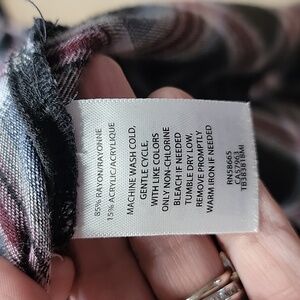 85% RAYON/RAYONNE
15% ACRYLIC/ACRYLIQUE
MACHINE WASH COLD,
GENTLE CYCLE,
WITH LIKE COLORS
ONLY NON-CHLORINE
BLEACH IF NEEDED
TUMBLE DRY LOW,
REMOVE PROMPTLY
WARM IRON IF NEEDED
RN58665